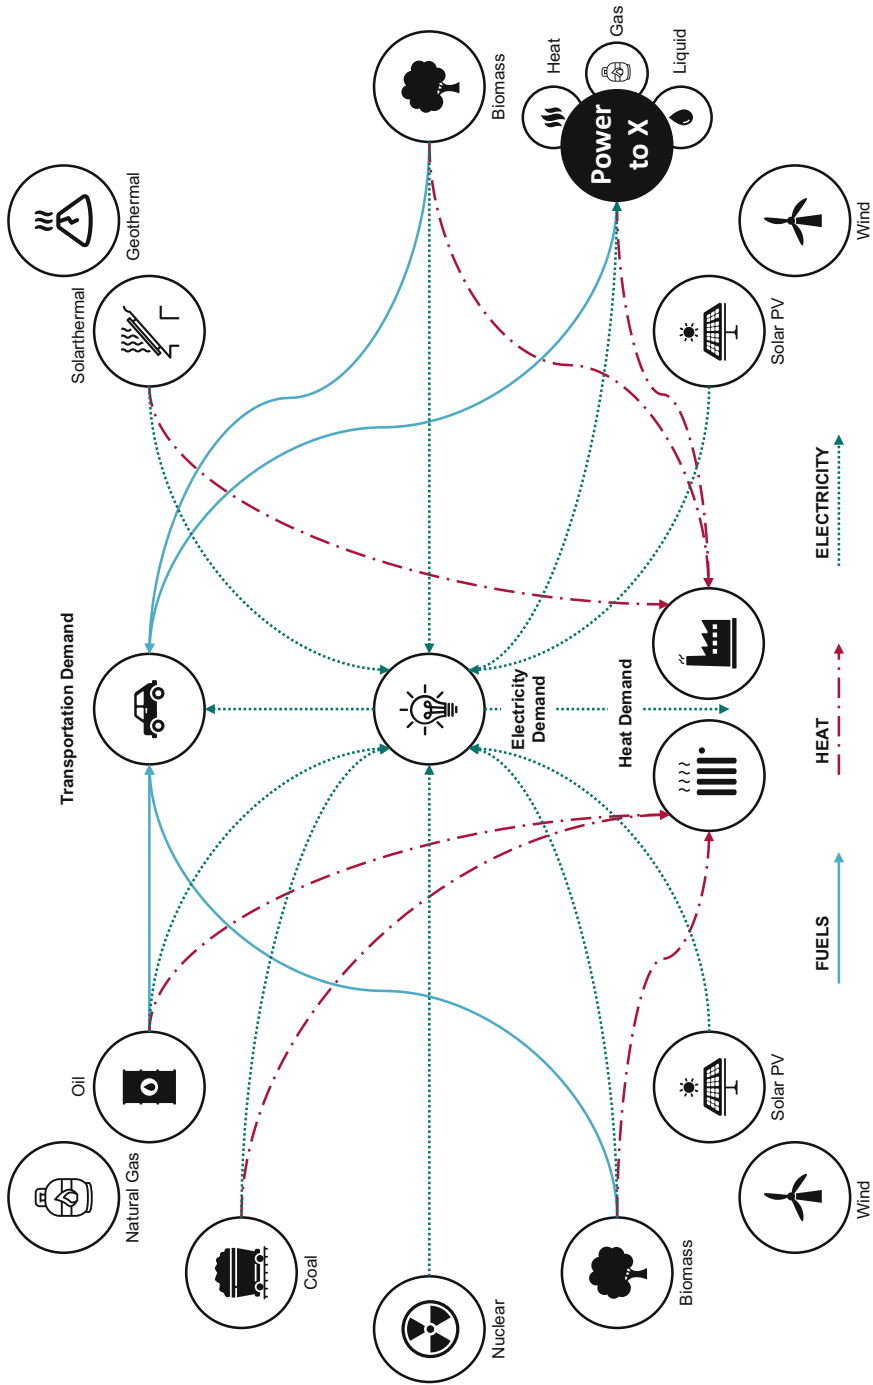 Natural Gas
Oil
Coal
Nuclear
Biomass
Solar PV
Wind
Transportation Demand
Electricity
Demand
Heat Demand
Solarthermal
Geothermal
Biomass
Power
to X
Heat
Gas
Liquid
Solar PV
Wind
FUELS
HEAT
ELECTRICITY